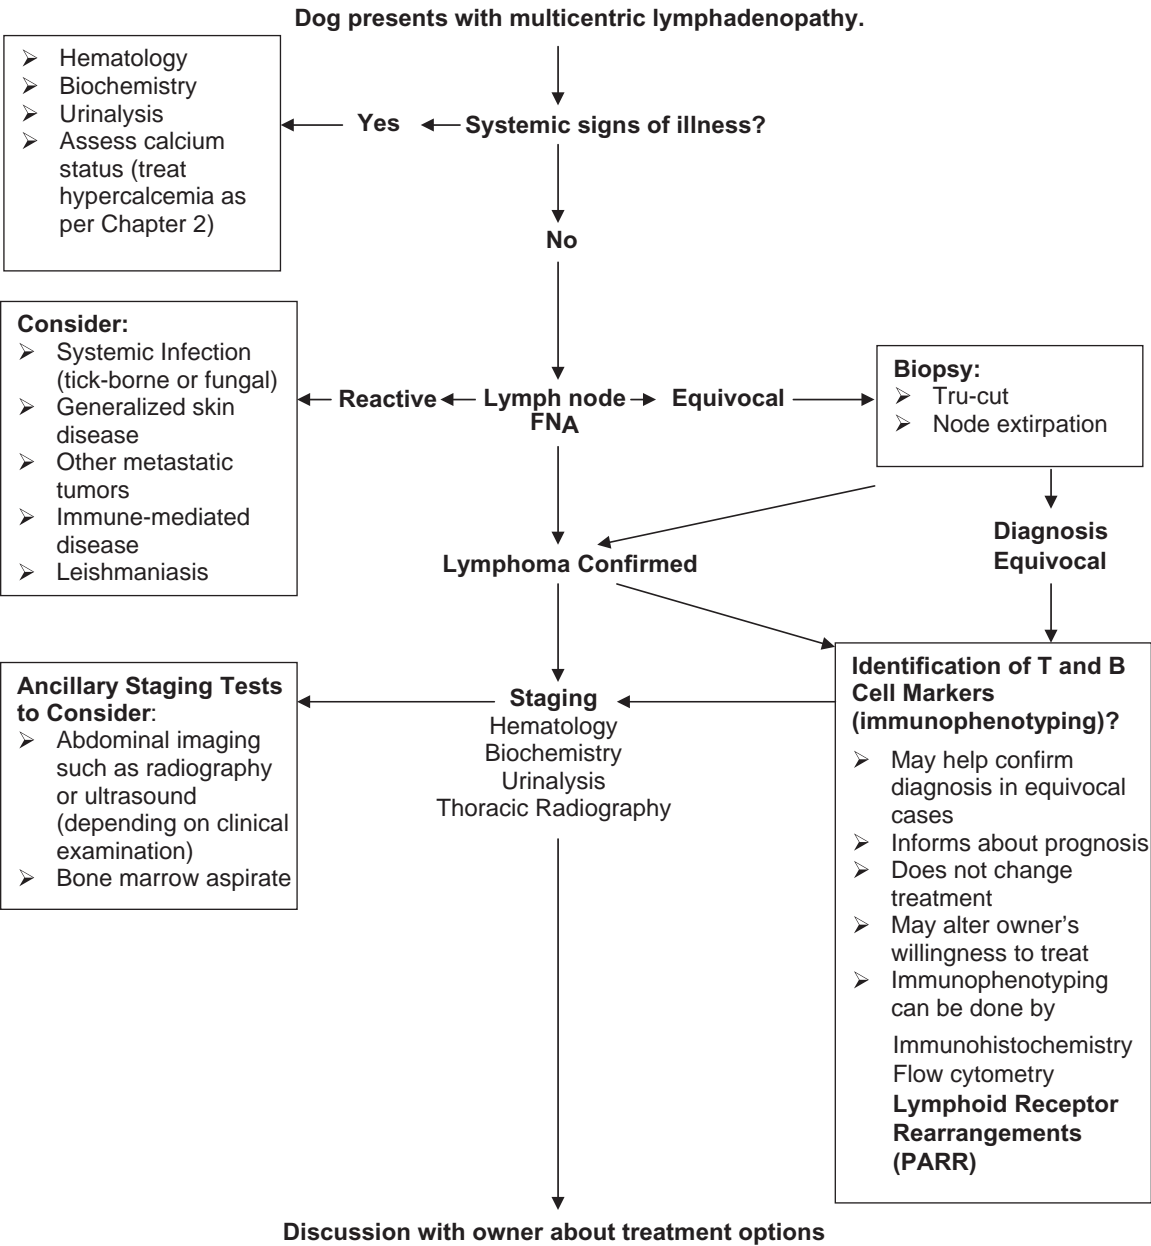 Dog presents with multicentric lymphadenopathy.
➢ Hematology
➢ Biochemistry
➢ Urinalysis
➢ Assess calcium
status (treat
hypercalcemia as
per Chapter 2)
Yes
Systemic signs of illness?
No
Consider:
➢ Systemic Infection
(tick-borne or fungal)
➢ Generalized skin
disease
➢ Other metastatic
tumors
➢ Immune-mediated
disease
➢ Leishmaniasis
Reactive
Lymph node
FNA
Equivocal
Biopsy:
➢ Tru-cut
➢ Node extirpation
Diagnosis
Equivocal
Lymphoma Confirmed
Ancillary Staging Tests
to Consider:
➢ Abdominal imaging
such as radiography
or ultrasound
(depending on clinical
examination)
➢ Bone marrow aspirate
Staging
Hematology
Biochemistry
Urinalysis
Thoracic Radiography
Identification of T and B
Cell Markers
(immunophenotyping)?
➢ May help confirm
diagnosis in equivocal
cases
➢ Informs about prognosis
➢ Does not change
treatment
➢ May alter owner's
willingness to treat
➢ Immunophenotyping
can be done by
Immunohistochemistry
Flow cytometry
Lymphoid Receptor
Rearrangements
(PARR)
Discussion with owner about treatment options